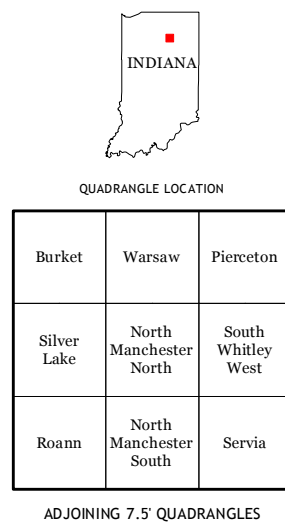 INDIANA
QUADRANGLE LOCATION
Burket
Warsaw
Pierceton
Silver
Lake
North
Manchester
North
South
Whitley
West
Roann
North
Manchester
South
Servia
ADJOINING 7.5' QUADRANGLES